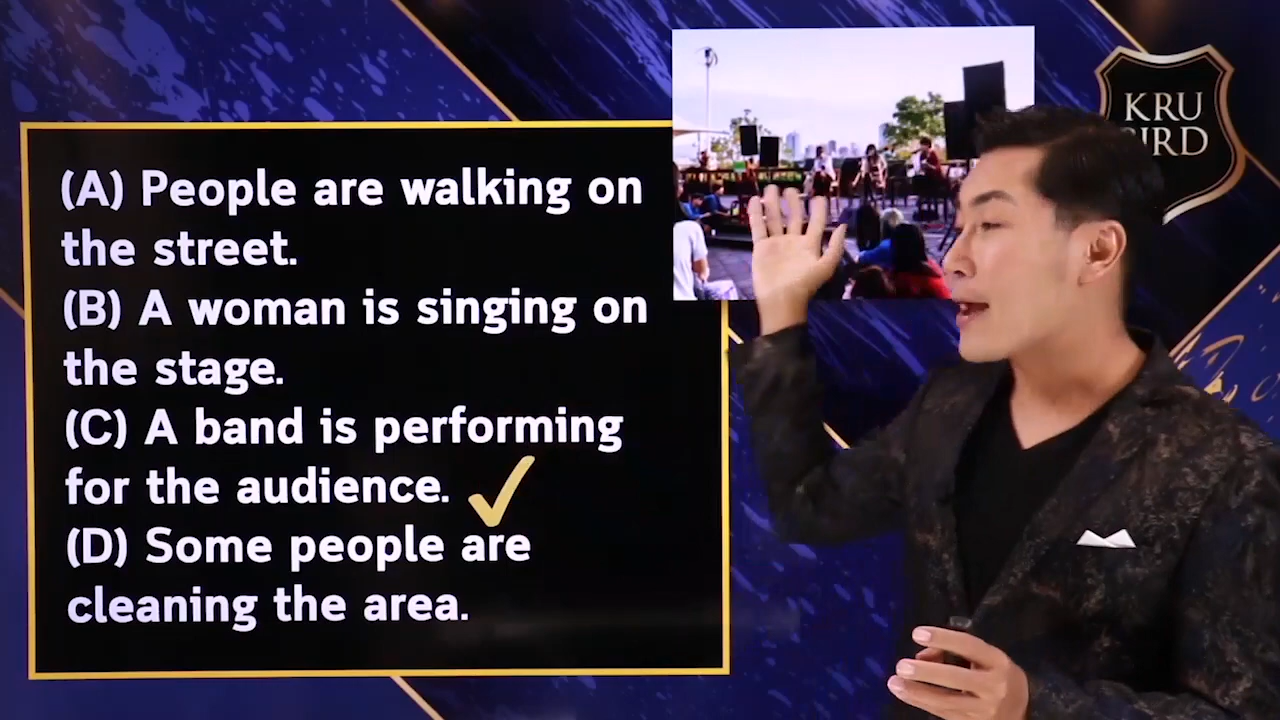 (A) People are walking on
the street.
(B) A woman is singing on
the stage.
(C) A band is performing
for the audience.
(D) Some people are
cleaning the area.
KRU
BIRD